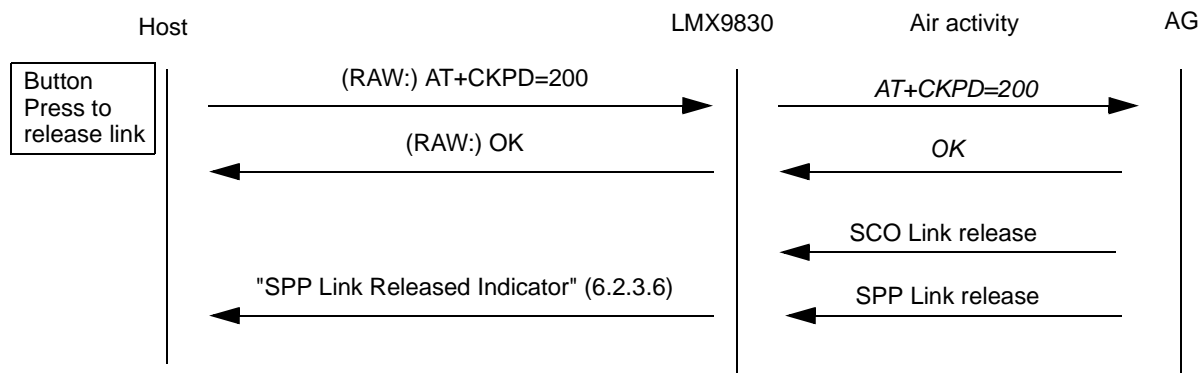 Host
LMX9830
Air activity
AG
Button
Press to
release link
(RAW:) AT+CKPD=200
AT+CKPD=200
(RAW:) OK
OK
SCO Link release
"SPP Link Released Indicator" (6.2.3.6)
SPP Link release